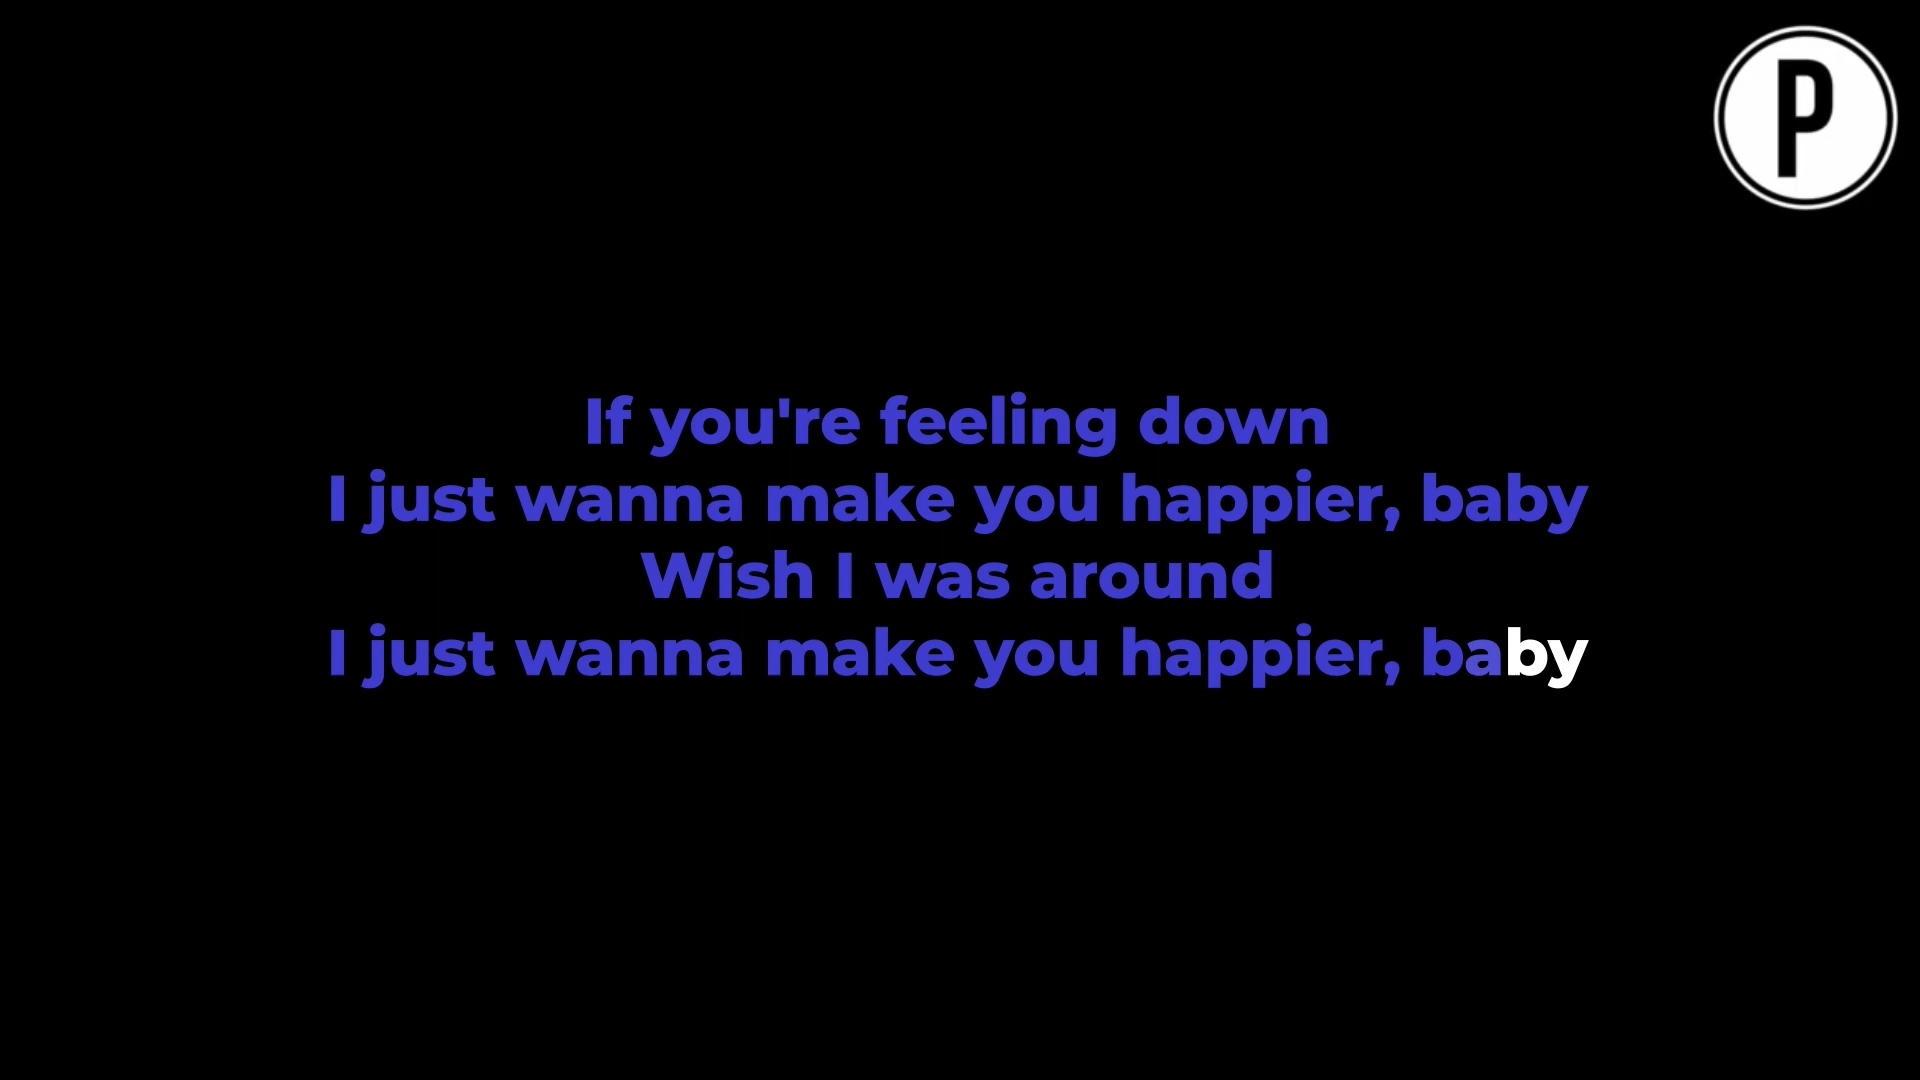 P
If you're feeling down
I just wanna make you happier, baby
Wish I was around
I just wanna make you happier, baby